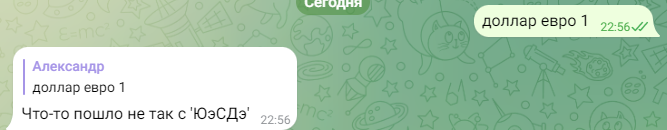 Сегодня
доллар евро 1
22:56
Александр
доллар евро 1
Что-то пошло не так с 'ЮэСДэ'
22:56